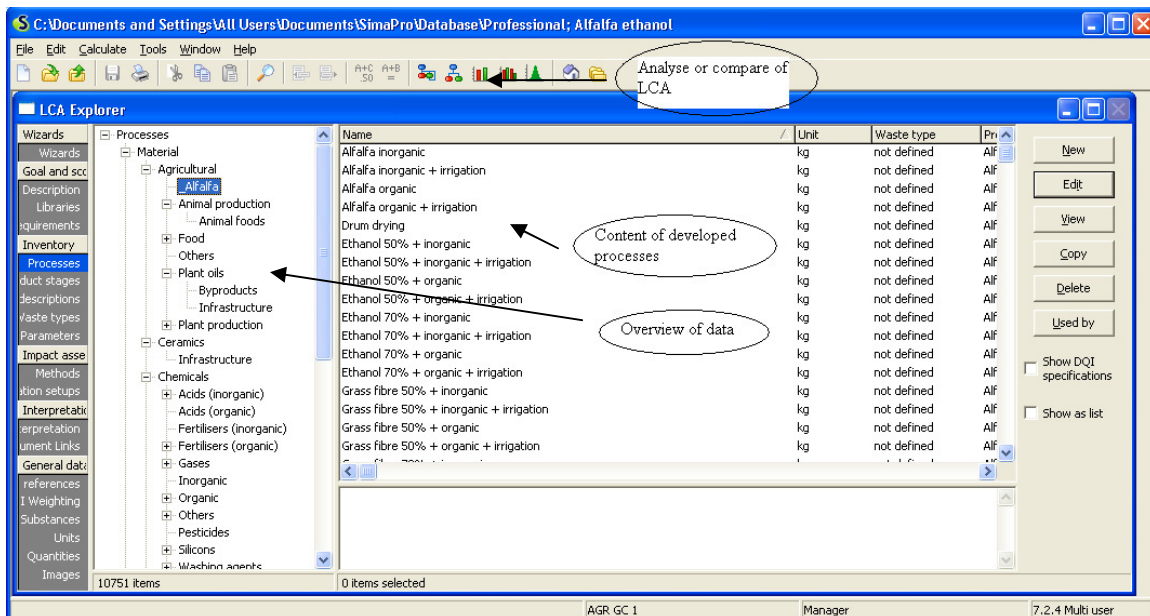 C:\Documents and Settings\All Users\Documents\SimaPro\Database\Professional; Alfalfa ethanol
File Edit Calculate Tools Window Help
A+C .50 A+B =
Analyse or compare of
LCA
LCA Explorer
Wizards
Wizards
Goal and sco
Description
Libraries
equirements
Inventory
Processes
duct stages
descriptions
Waste types
Parameters
Impact asse
Methods
ation setups
Interpretatic
terpretation
ument Links
General data
references
I Weighting
Substances
Units
Quantities
Images
Processes
Material
Agricultural
_Alfalfa
Animal production
Animal foods
Food
Others
Plant oils
Byproducts
Infrastructure
Plant production
Ceramics
Infrastructure
Chemicals
Acids (inorganic)
Acids (organic)
Fertilisers (inorganic)
Fertilisers (organic)
Gases
Inorganic
Organic
Others
Pesticides
Silicons
Washing agents
10751 items
Name Unit Waste type Pr
Alfalfa inorganic kg not defined Alf
Alfalfa inorganic + irrigation kg not defined Alf
Alfalfa organic kg not defined Alf
Alfalfa organic + irrigation kg not defined Alf
Drum drying kg not defined Alf
Ethanol 50% + inorganic kg not defined Alf
Ethanol 50% + inorganic + irrigation kg not defined Alf
Ethanol 50% + organic kg not defined Alf
Ethanol 50% + organic + irrigation kg not defined Alf
Ethanol 70% + inorganic kg not defined Alf
Ethanol 70% + inorganic + irrigation kg not defined Alf
Ethanol 70% + organic kg not defined Alf
Ethanol 70% + organic + irrigation kg not defined Alf
Grass fibre 50% + inorganic kg not defined Alf
Grass fibre 50% + inorganic + irrigation kg not defined Alf
Grass fibre 50% + organic kg not defined Alf
Grass fibre 50% + organic + irrigation kg not defined Alf
Content of developed
processes
Overview of data
0 items selected
New
Edit
View
Copy
Delete
Used by
Show DQI
specifications
Show as list
AGR GC 1 Manager 7.2.4 Multi user